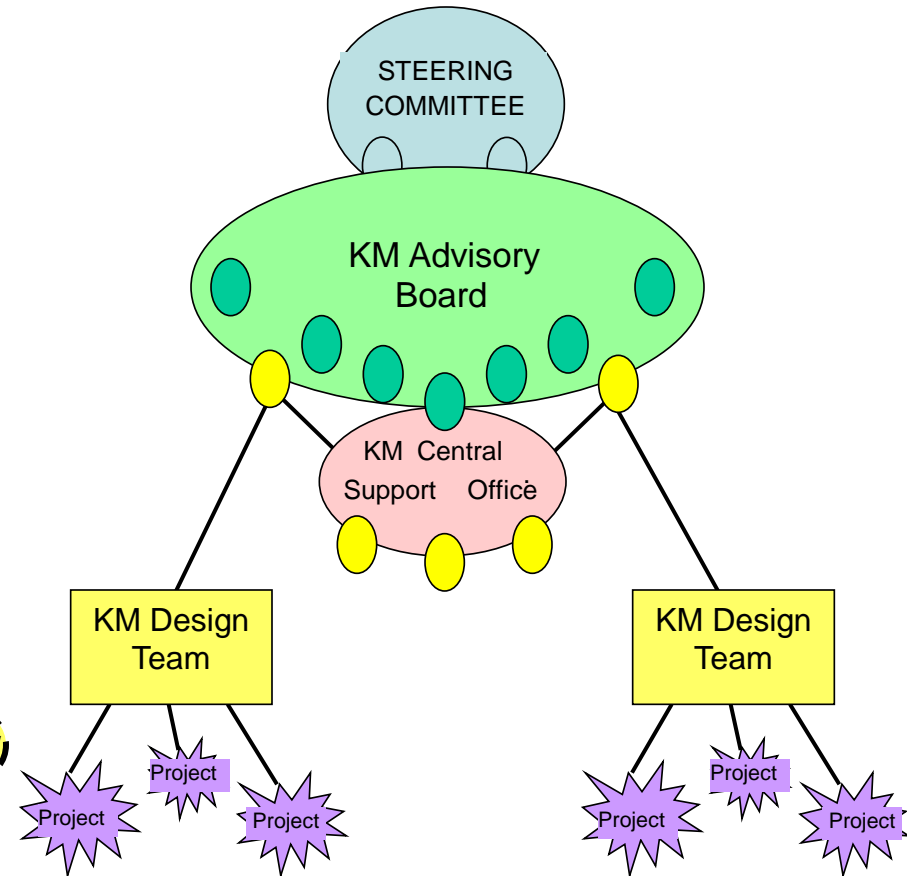 STEERING
COMMITTEE
KM Advisory
Board
KM Central
Support Office
KM Design
Team
KM Design
Team
Project
Project
Project
Project
Project
Project